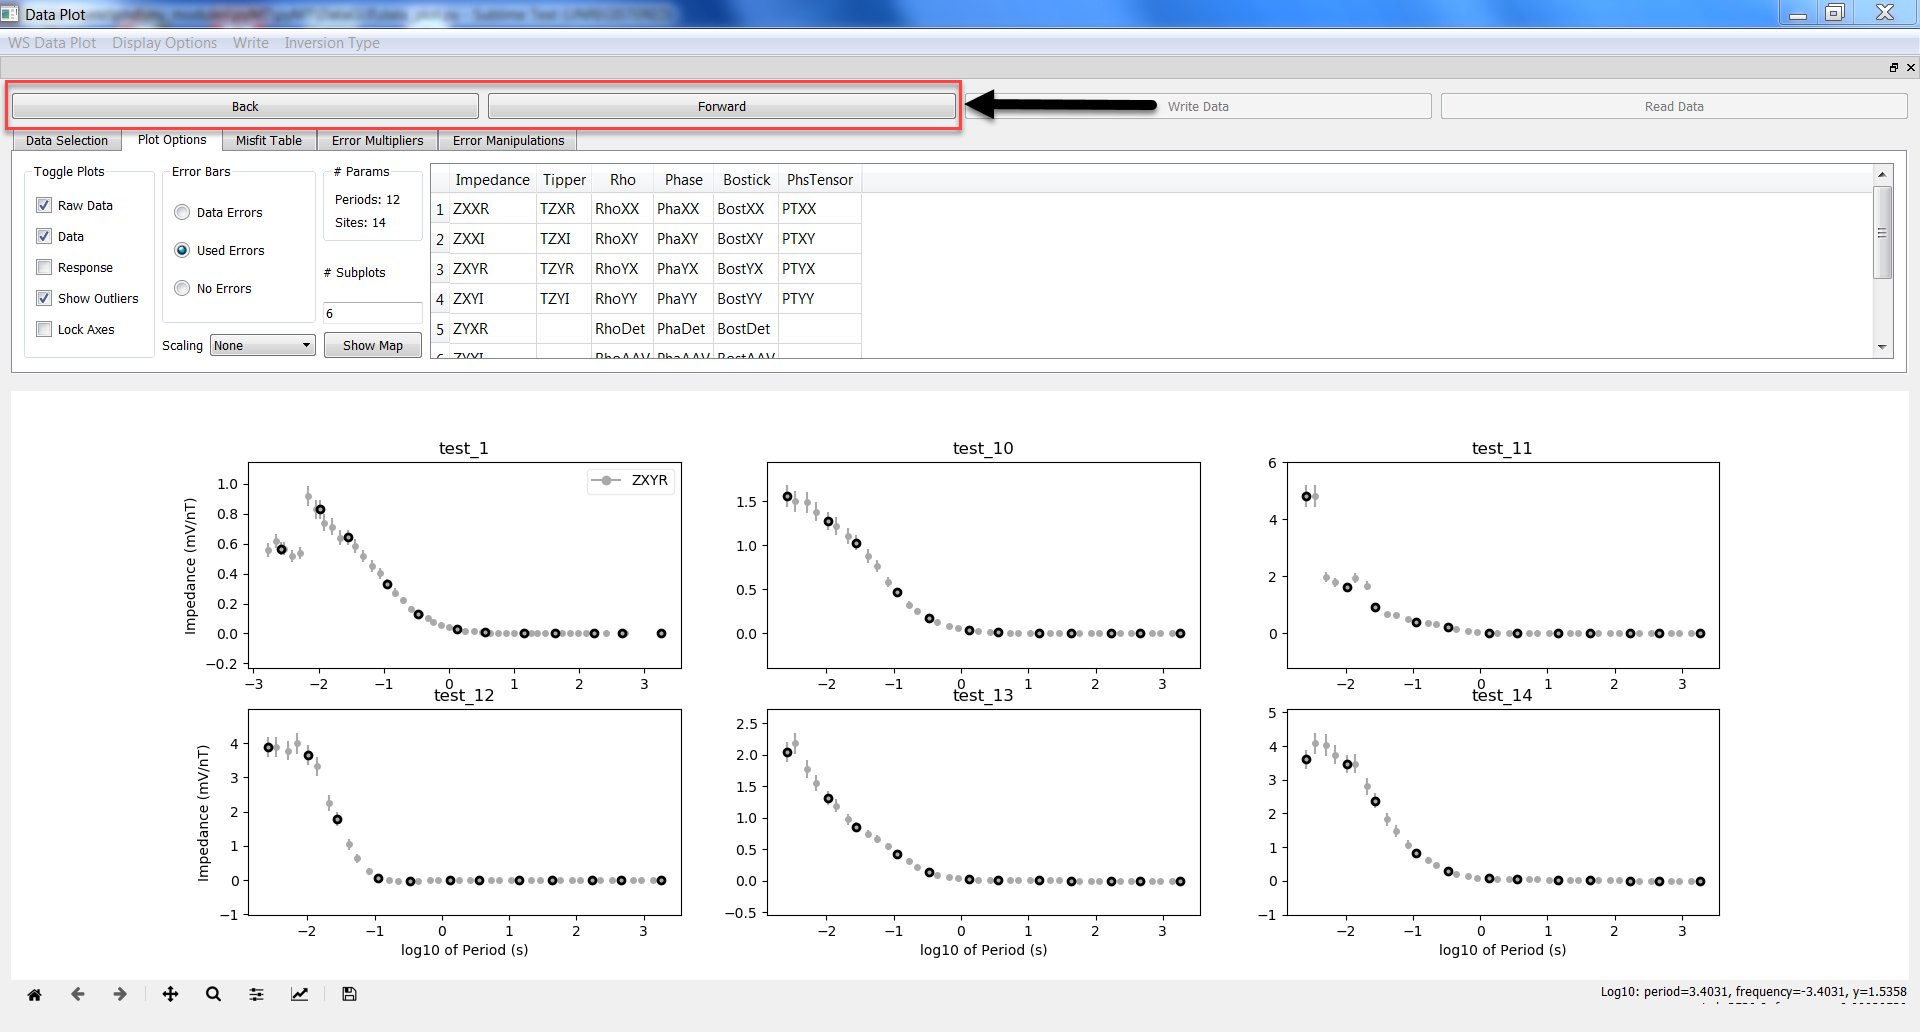 Data Plot
WS Data Plot Display Options Write Inversion Type
Back Forward Write Data Read Data
Data Selection Plot Options Misfit Table Error Multipliers Error Manipulations
Toggle Plots
Raw Data
Data
Response
Show Outliers
Lock Axes
Error Bars
Data Errors
Used Errors
No Errors
Scaling None
# Params
Periods: 12
Sites: 14
# Subplots
6
Show Map
Impedance Tipper Rho Phase Bostick PhsTensor
1 ZXXR TZXR RhoXX PhaXX BostXX PTXX
2 ZXXI TZXI RhoXY PhaXY BostXY PTXY
3 ZXYR TZYR RhoYX PhaYX BostYX PTYX
4 ZXYI TZYI RhoYY PhaYY BostYY PTYY
5 ZYXR RhoDet PhaDet BostDet
6 ZYXI RhoAAV PhaAAV BostAAV
test_1
ZXYR
Impedance (mV/nT)
1.0
0.8
0.6
0.4
0.2
0.0
−0.2
−3 −2 −1 0 1 2 3
test_10
1.5
1.0
0.5
0.0
−2 −1 0 1 2 3
test_11
6
4
2
0
−2 −1 0 1 2 3
test_12
Impedance (mV/nT)
4
3
2
1
0
−1
−2 −1 0 1 2 3
log10 of Period (s)
test_13
2.5
2.0
1.5
1.0
0.5
0.0
−0.5
−2 −1 0 1 2 3
log10 of Period (s)
test_14
5
4
3
2
1
0
−1
−2 −1 0 1 2 3
log10 of Period (s)
Log10: period=3.4031, frequency=-3.4031, y=1.5358